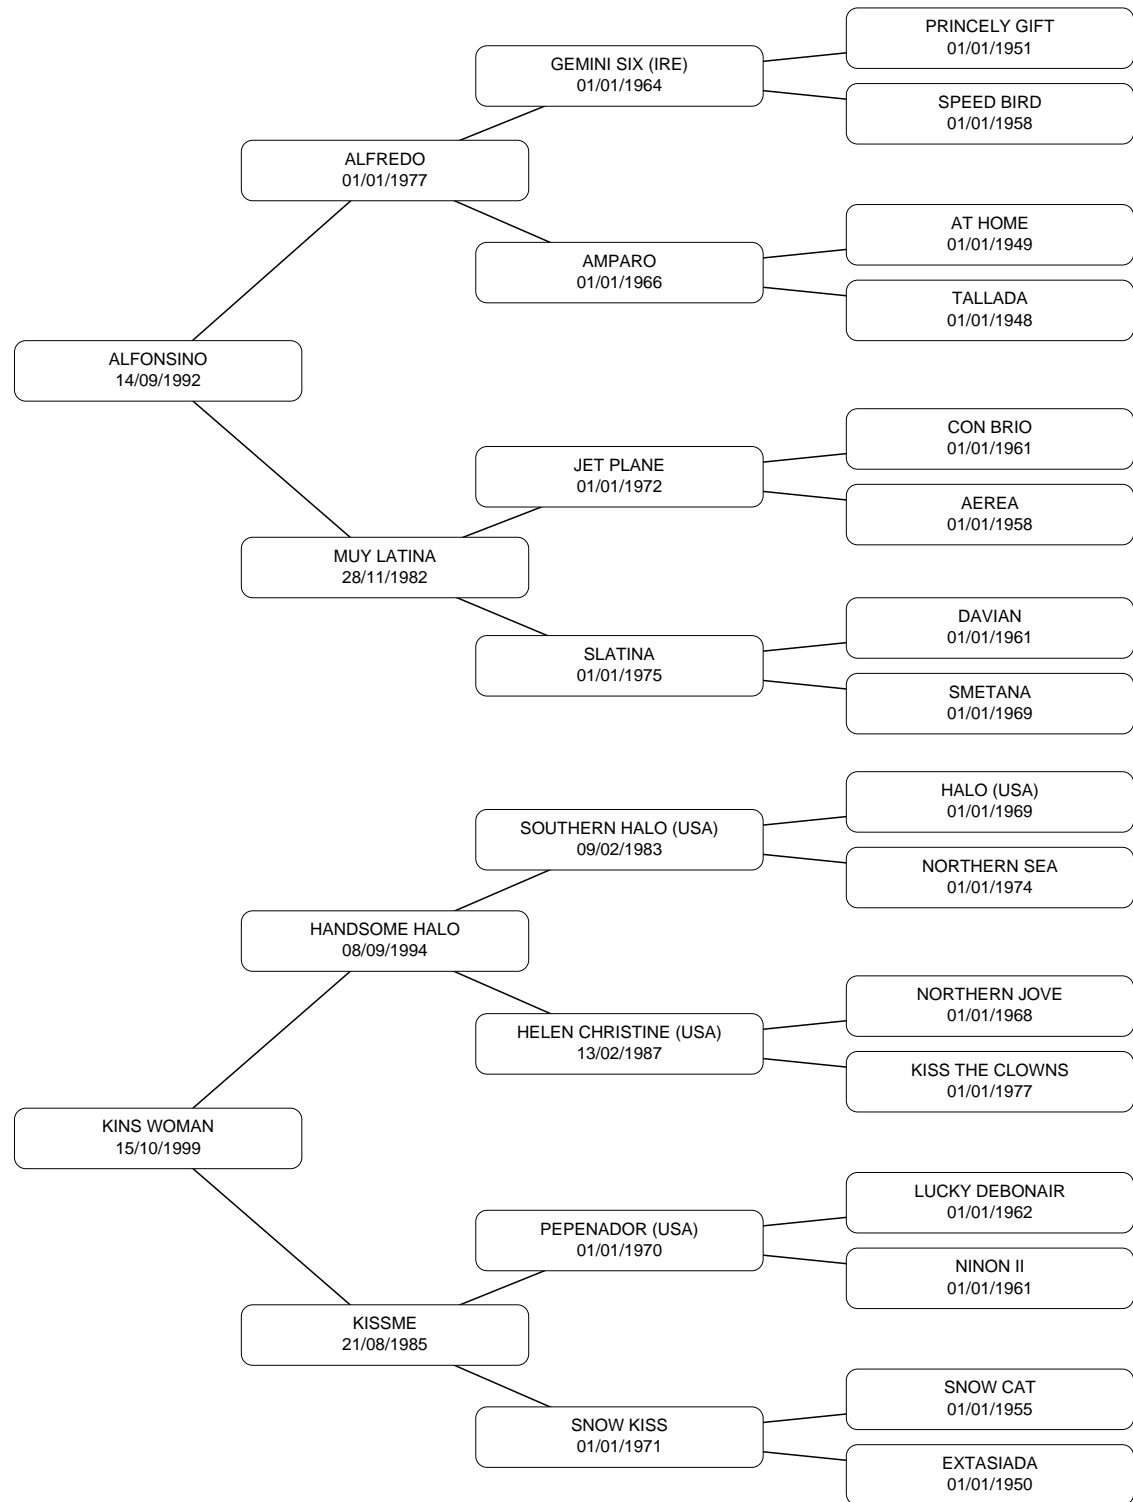 PRINCELY GIFT
01/01/1951
GEMINI SIX (IRE)
01/01/1964
SPEED BIRD
01/01/1958
ALFREDO
01/01/1977
AT HOME
01/01/1949
AMPARO
01/01/1966
TALLADA
01/01/1948
ALFONSINO
14/09/1992
CON BRIO
01/01/1961
JET PLANE
01/01/1972
AEREA
01/01/1958
MUY LATINA
28/11/1982
DAVIAN
01/01/1961
SLATINA
01/01/1975
SMETANA
01/01/1969
HALO (USA)
01/01/1969
SOUTHERN HALO (USA)
09/02/1983
NORTHERN SEA
01/01/1974
HANDSOME HALO
08/09/1994
NORTHERN JOVE
01/01/1968
HELEN CHRISTINE (USA)
13/02/1987
KISS THE CLOWNS
01/01/1977
KINS WOMAN
15/10/1999
LUCKY DEBONAIR
01/01/1962
PEPENADOR (USA)
01/01/1970
NINON II
01/01/1961
KISSME
21/08/1985
SNOW CAT
01/01/1955
SNOW KISS
01/01/1971
EXTASIADA
01/01/1950